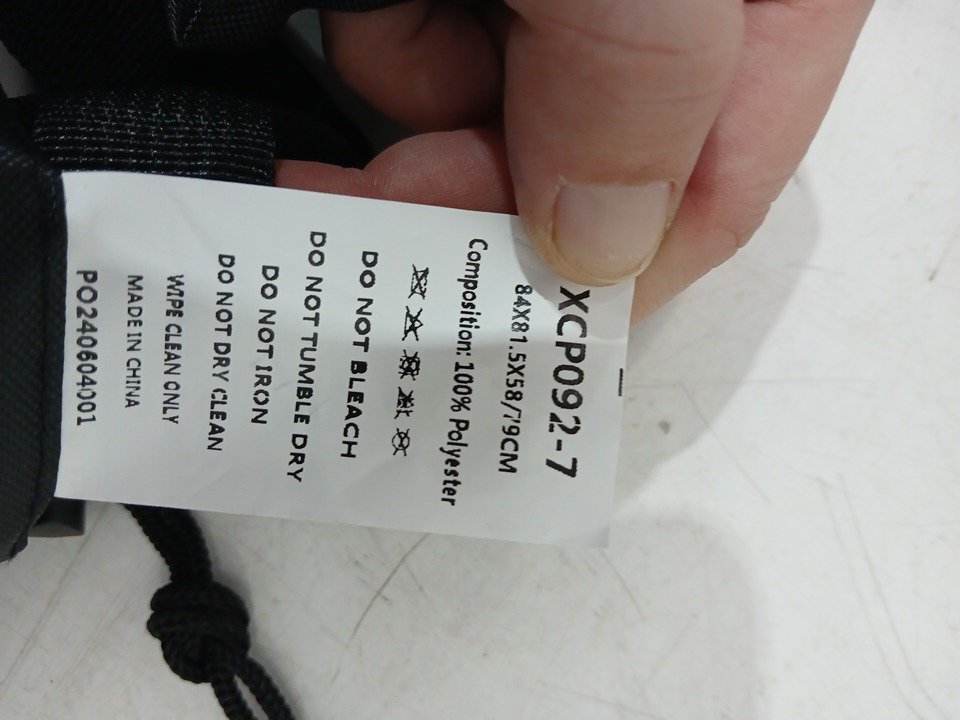 XCP092-7
84X81.5X58/79CM
Composition: 100% Polyester
DO NOT BLEACH
DO NOT TUMBLE DRY
DO NOT IRON
DO NOT DRY CLEAN
WIPE CLEAN ONLY
MADE IN CHINA
PO240604001